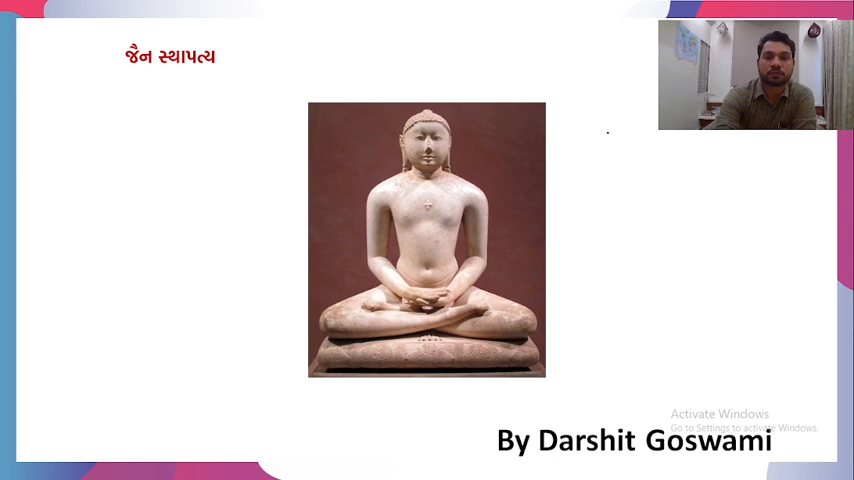 જૈન સ્થાપત્ય
Activate Windows
Go to Settings to activate Windows.
By Darshit Goswami